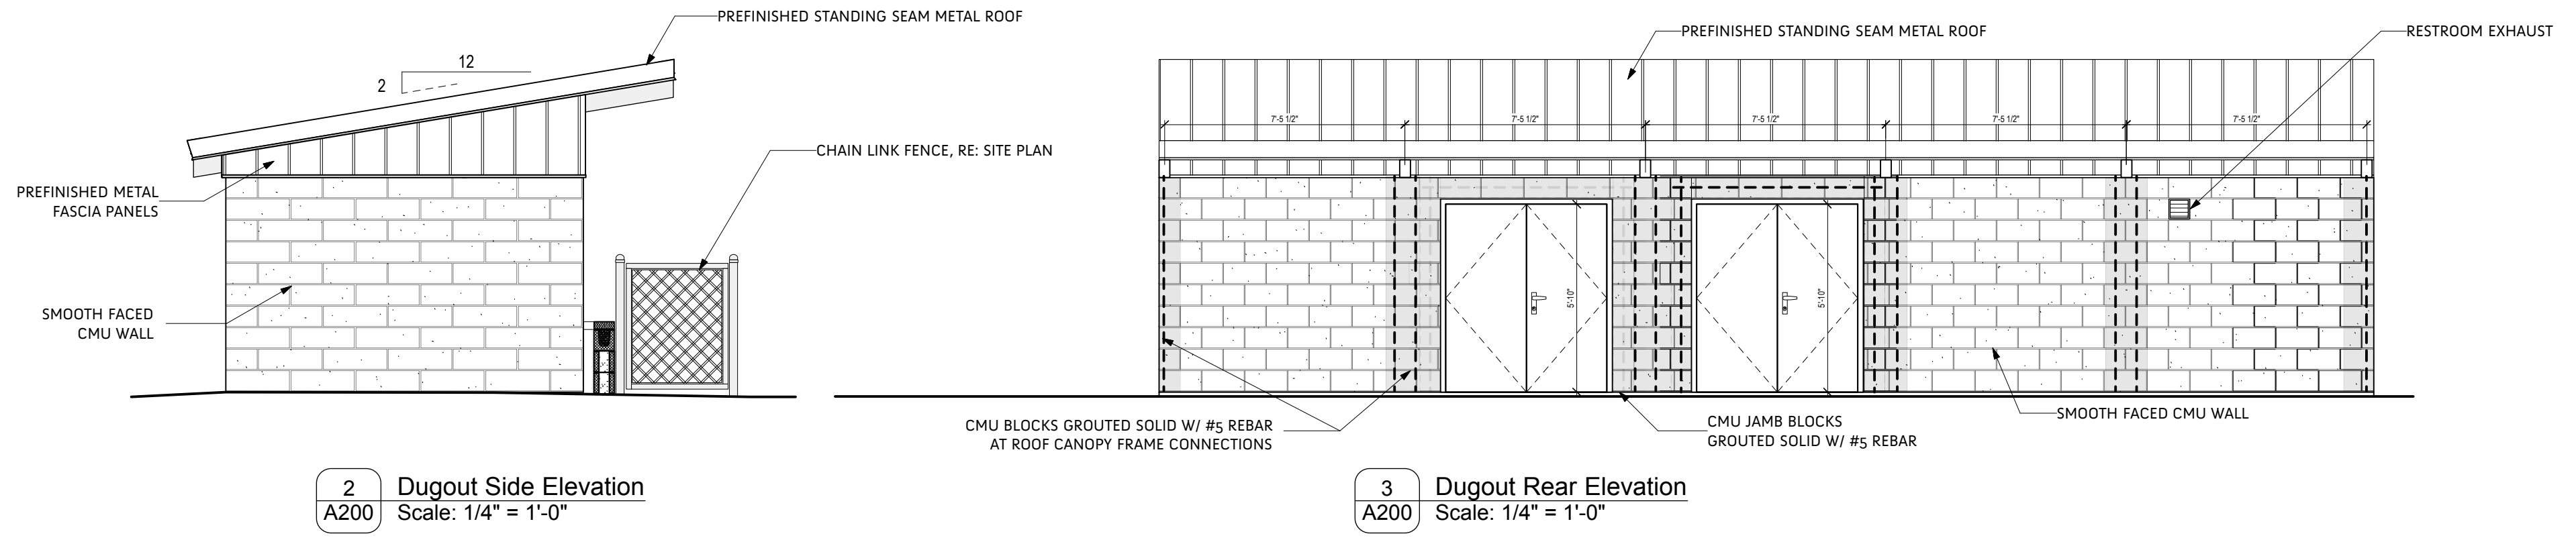 PREFINISHED STANDING SEAM METAL ROOF
12
2
CHAIN LINK FENCE, RE: SITE PLAN
PREFINISHED METAL
FASCIA PANELS
SMOOTH FACED
CMU WALL
2
A200
Dugout Side Elevation
Scale: 1/4" = 1'-0"
PREFINISHED STANDING SEAM METAL ROOF
RESTROOM EXHAUST
7'-5 1/2"
7'-5 1/2"
7'-5 1/2"
7'-5 1/2"
7'-5 1/2"
5'-10"
5'-10"
CMU BLOCKS GROUTED SOLID W/ #5 REBAR
AT ROOF CANOPY FRAME CONNECTIONS
CMU JAMB BLOCKS
GROUTED SOLID W/ #5 REBAR
SMOOTH FACED CMU WALL
3
A200
Dugout Rear Elevation
Scale: 1/4" = 1'-0"